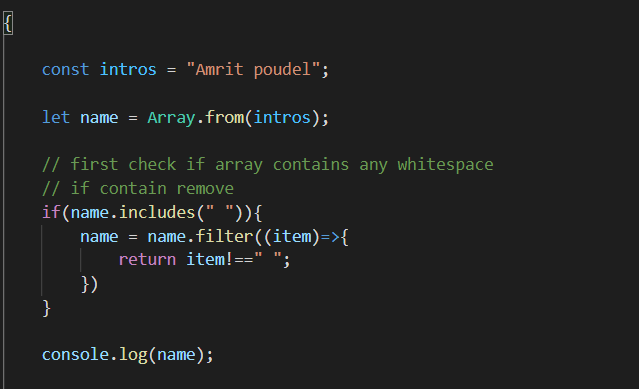 {
const intros = "Amrit poudel";
let name = Array.from(intros);
// first check if array contains any whitespace
// if contain remove
if(name.includes(" ")){
name = name.filter((item)=>{
return item!==" ";
})
}
console.log(name);